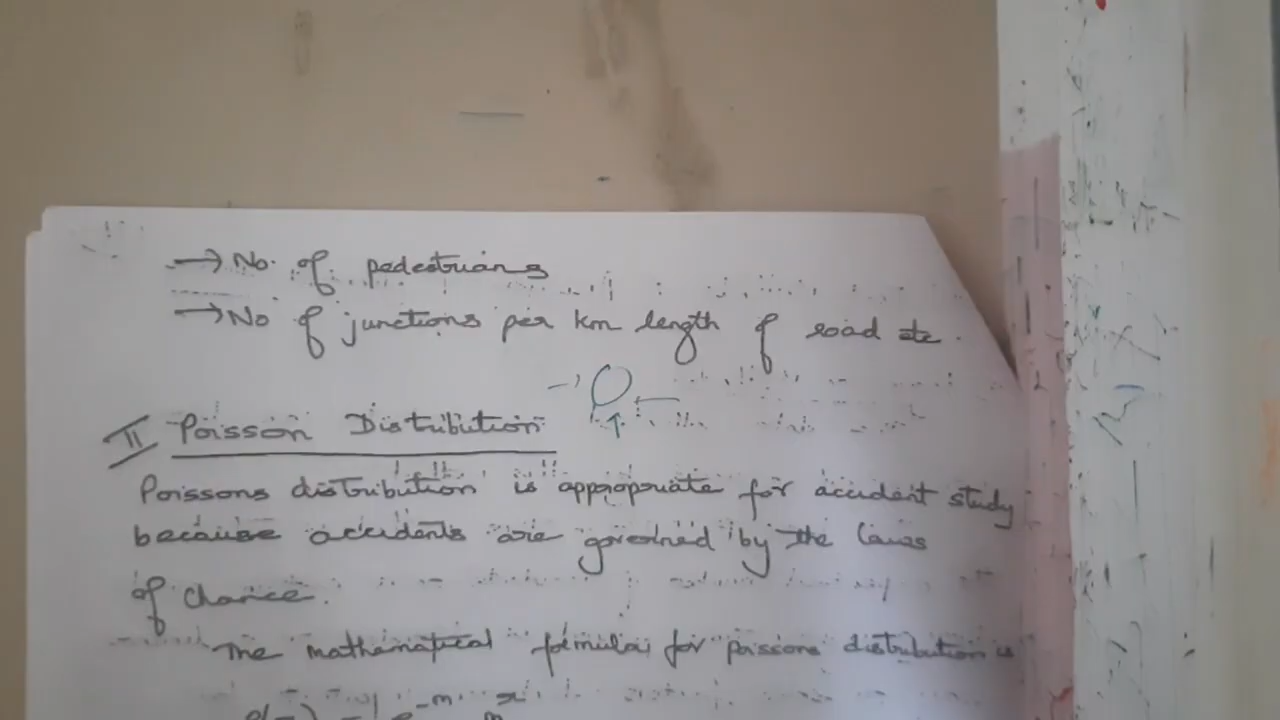 → No. of pedestrians
→ No of junctions per km length of road etc.
II Poisson Distribution
Poissons distribution is appropriate for accident study
because accidents are governed by the laws
of chance.
The mathematical formula for poissons distribution is